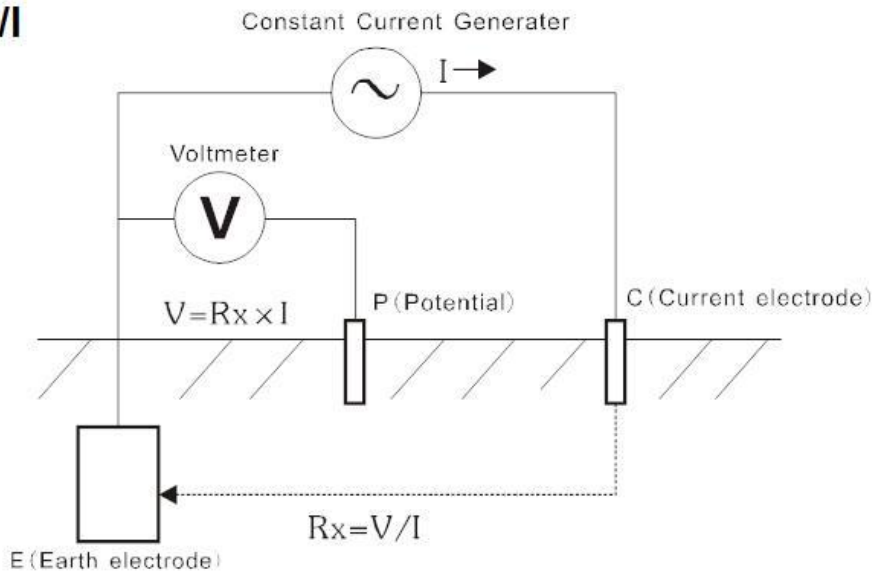 /I
Constant Current Generater
I
Voltmeter
V
V=Rx×I
P(Potential)
C(Current electrode)
Rx=V/I
E(Earth electrode)